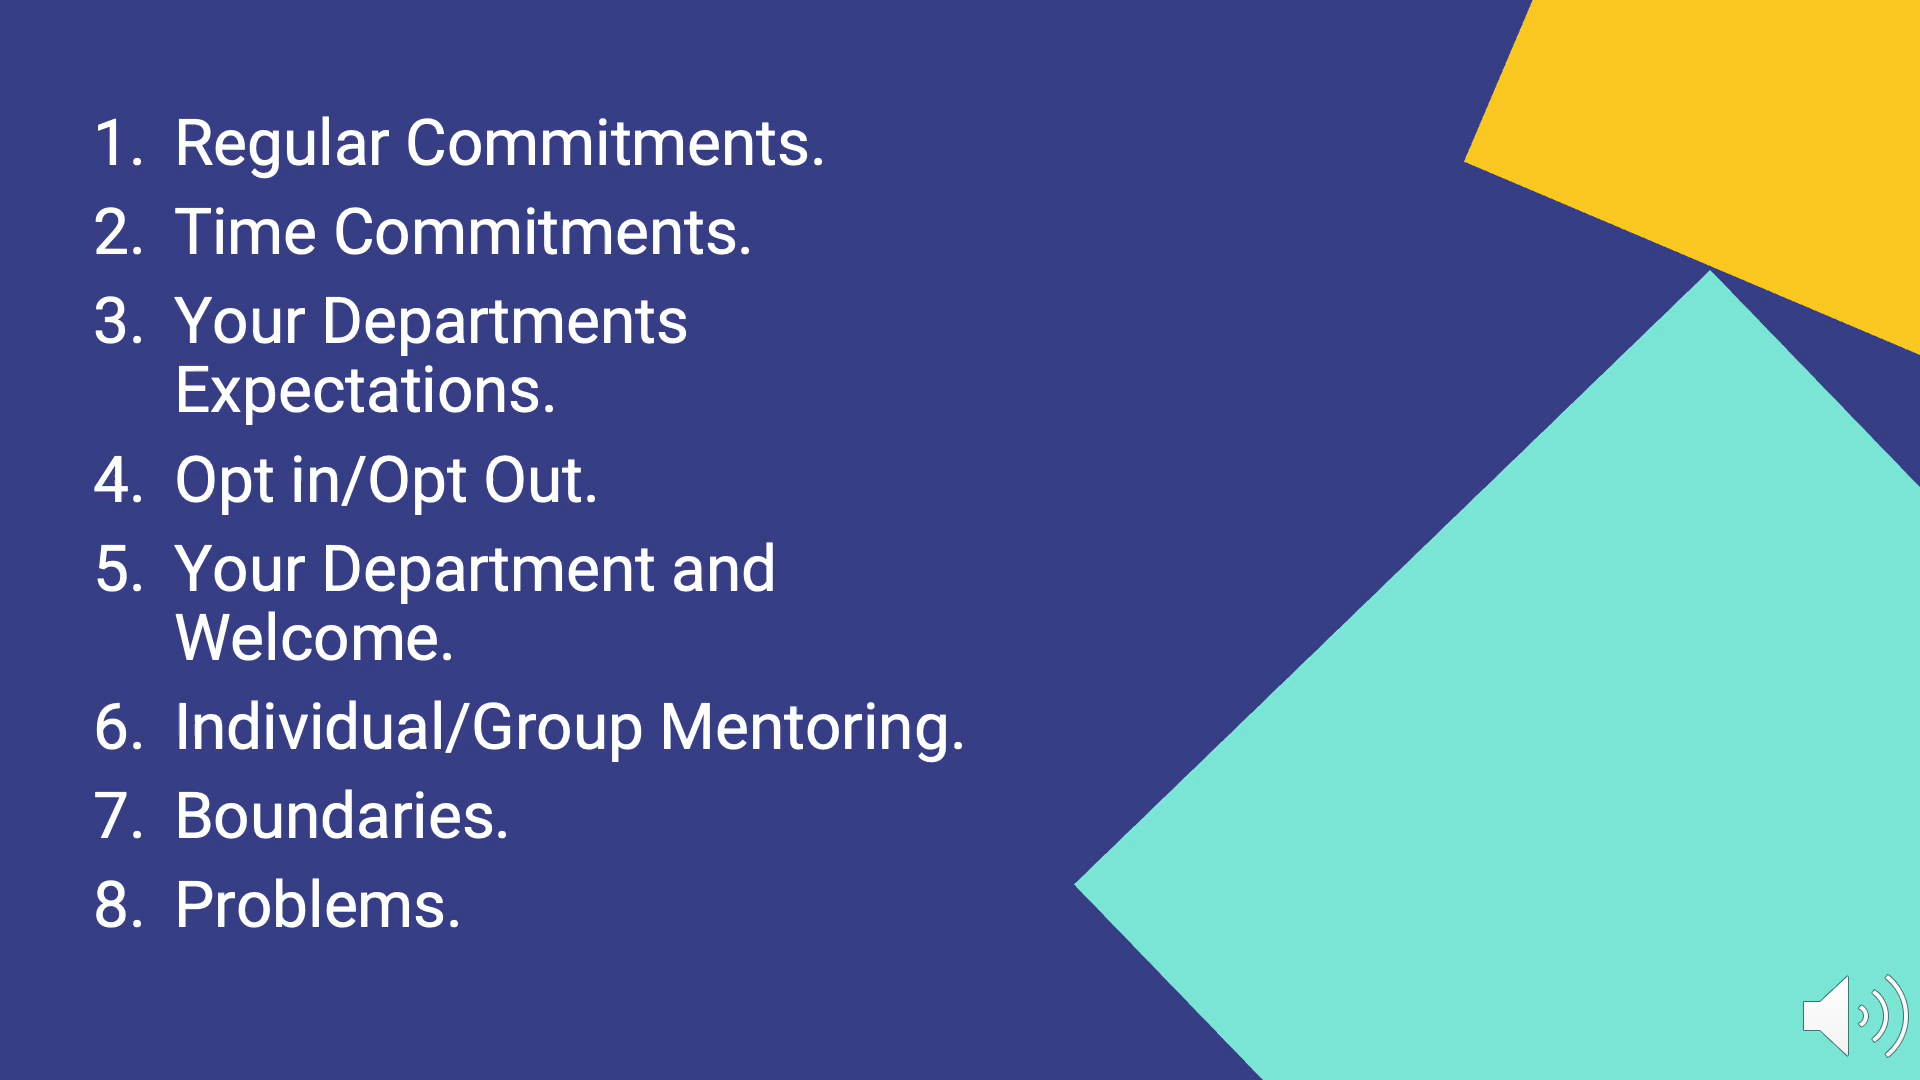 1. Regular Commitments.
2. Time Commitments.
3. Your Departments
Expectations.
4. Opt in/Opt Out.
5. Your Department and
Welcome.
6. Individual/Group Mentoring.
7. Boundaries.
8. Problems.